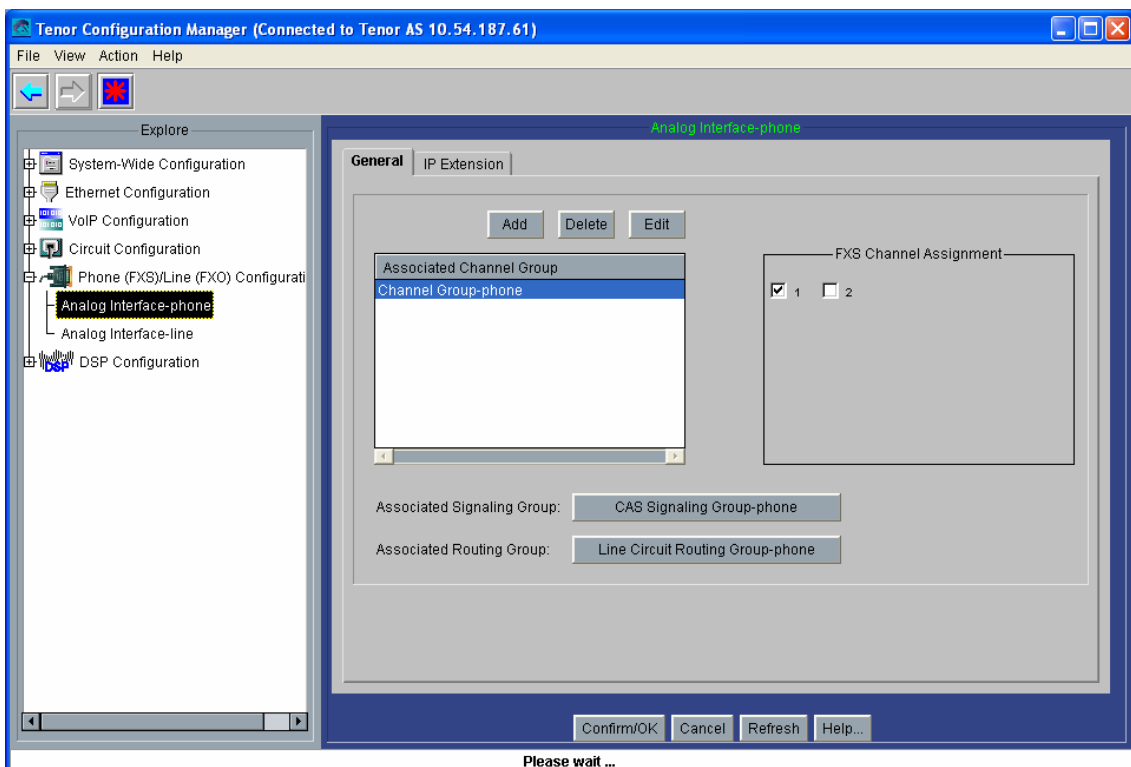 Tenor Configuration Manager (Connected to Tenor AS 10.54.187.61)
File View Action Help
Explore
System-Wide Configuration
Ethernet Configuration
VoIP Configuration
Circuit Configuration
Phone (FXS)/Line (FXO) Configurati
Analog Interface-phone
Analog Interface-line
DSP
DSP Configuration
Analog Interface-phone
General IP Extension
Add Delete Edit
Associated Channel Group
Channel Group-phone
FXS Channel Assignment
1 2
Associated Signaling Group: CAS Signaling Group-phone
Associated Routing Group: Line Circuit Routing Group-phone
Confirm/OK Cancel Refresh Help...
Please wait ...